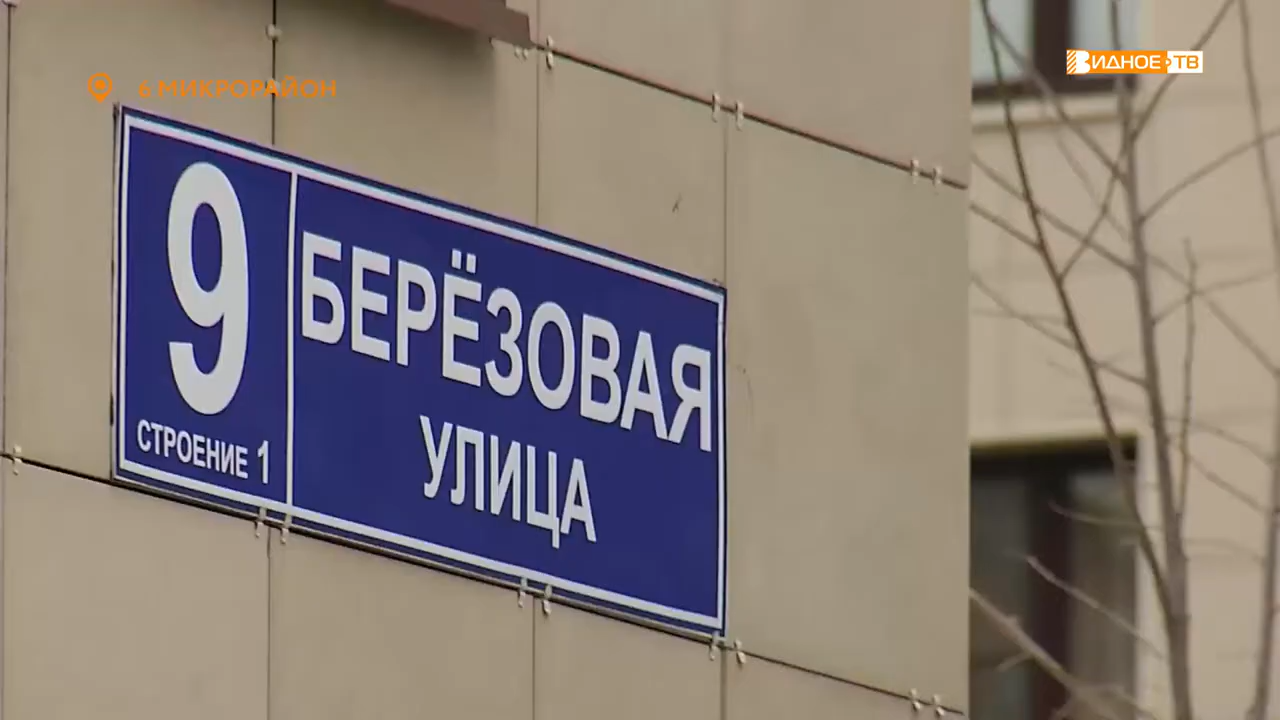 6 МИКРОРАЙОН
ВИДНОЕ·ТВ
9
СТРОЕНИЕ 1
БЕРЁЗОВАЯ
УЛИЦА